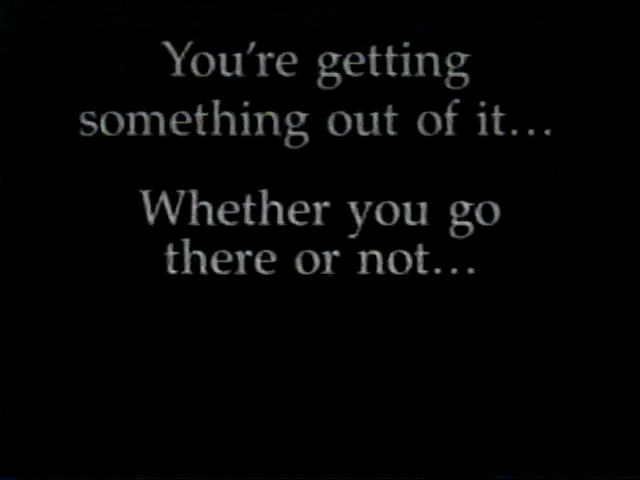 You're getting
something out of it...
Whether you go
there or not...